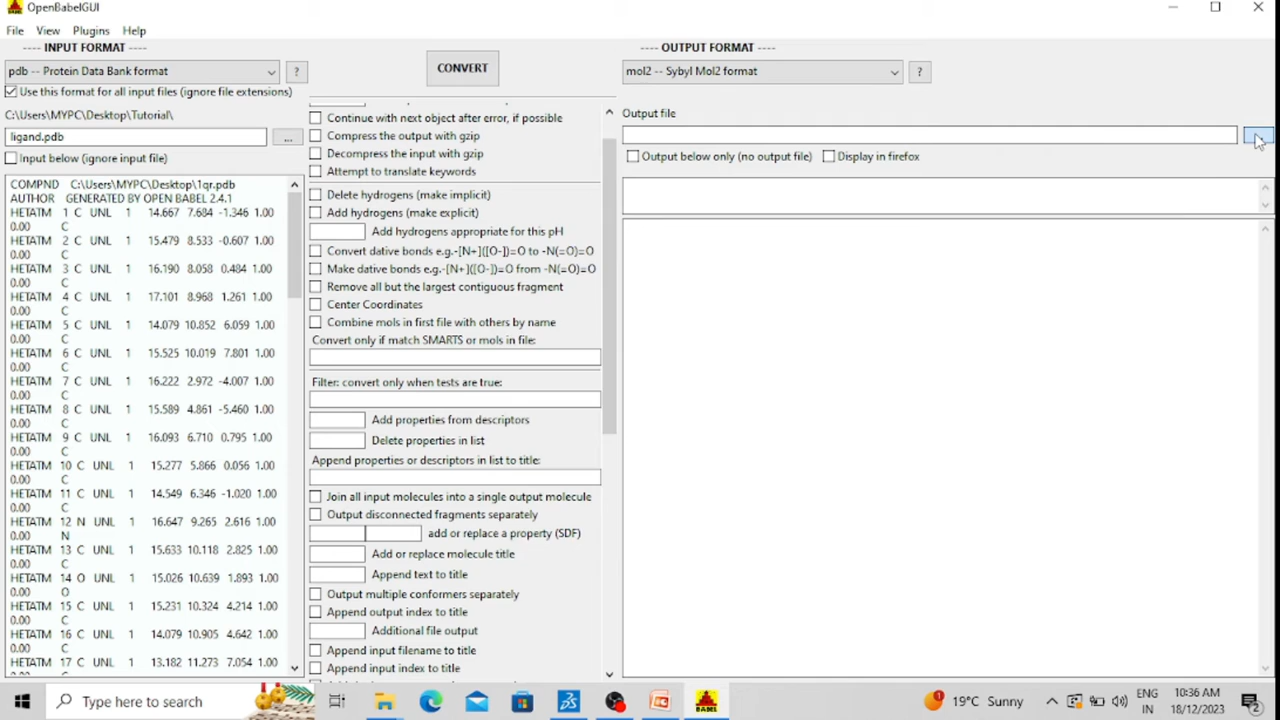 OpenBabelGUI
File View Plugins Help
---- INPUT FORMAT ----
pdb -- Protein Data Bank format
?
Use this format for all input files (ignore file extensions)
C:\Users\MYPC\Desktop\Tutorial\
ligand.pdb
...
Input below (ignore input file)
COMPND C:\Users\MYPC\Desktop\1qr.pdb
AUTHOR GENERATED BY OPEN BABEL 2.4.1
HETATM 1 C UNL 1 14.667 7.684 -1.346 1.00
0.00 C
HETATM 2 C UNL 1 15.479 8.533 -0.607 1.00
0.00 C
HETATM 3 C UNL 1 16.190 8.058 0.484 1.00
0.00 C
HETATM 4 C UNL 1 17.101 8.968 1.261 1.00
0.00 C
HETATM 5 C UNL 1 14.079 10.852 6.059 1.00
0.00 C
HETATM 6 C UNL 1 15.525 10.019 7.801 1.00
0.00 C
HETATM 7 C UNL 1 16.222 2.972 -4.007 1.00
0.00 C
HETATM 8 C UNL 1 15.589 4.861 -5.460 1.00
0.00 C
HETATM 9 C UNL 1 16.093 6.710 0.795 1.00
0.00 C
HETATM 10 C UNL 1 15.277 5.866 0.056 1.00
0.00 C
HETATM 11 C UNL 1 14.549 6.346 -1.020 1.00
0.00 C
HETATM 12 N UNL 1 16.647 9.265 2.616 1.00
0.00 N
HETATM 13 C UNL 1 15.633 10.118 2.825 1.00
0.00 C
HETATM 14 O UNL 1 15.026 10.639 1.893 1.00
0.00 O
HETATM 15 C UNL 1 15.231 10.324 4.214 1.00
0.00 C
HETATM 16 C UNL 1 14.079 10.905 4.642 1.00
0.00 C
HETATM 17 C UNL 1 13.182 11.273 7.054 1.00
CONVERT
Continue with next object after error, if possible
Compress the output with gzip
Decompress the input with gzip
Attempt to translate keywords
Delete hydrogens (make implicit)
Add hydrogens (make explicit)
Add hydrogens appropriate for this pH
Convert dative bonds e.g.-[N+]([O-])=O to -N(=O)=O
Make dative bonds e.g.-[N+]([O-])=O from -N(=O)=O
Remove all but the largest contiguous fragment
Center Coordinates
Combine mols in first file with others by name
Convert only if match SMARTS or mols in file:
Filter: convert only when tests are true:
Add properties from descriptors
Delete properties in list
Append properties or descriptors in list to title:
Join all input molecules into a single output molecule
Output disconnected fragments separately
add or replace a property (SDF)
Add or replace molecule title
Append text to title
Output multiple conformers separately
Append output index to title
Additional file output
Append input filename to title
Append input index to title
---- OUTPUT FORMAT ----
mol2 -- Sybyl Mol2 format
?
Output file
Output below only (no output file) Display in firefox
Type here to search
BABEL
1
19°C Sunny
ENG
IN
10:36 AM
18/12/2023
2